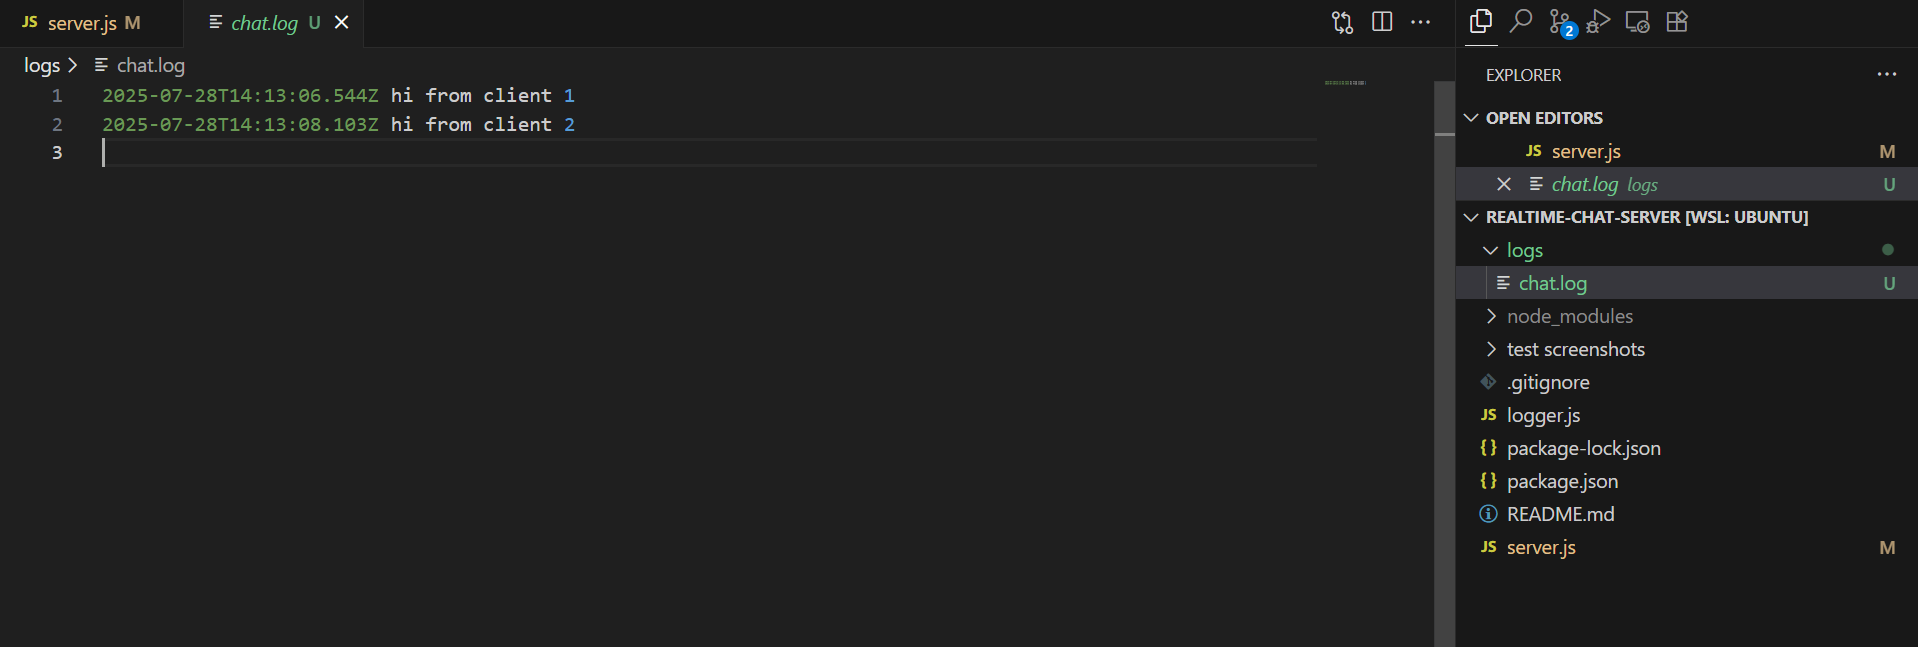 JS server.js M
chat.log U
logs > chat.log
1 2025-07-28T14:13:06.544Z hi from client 1
2 2025-07-28T14:13:08.103Z hi from client 2
3
2
EXPLORER
OPEN EDITORS
JS server.js M
chat.log logs U
REALTIME-CHAT-SERVER [WSL: UBUNTU]
logs
chat.log U
node_modules
test screenshots
.gitignore
JS logger.js
{} package-lock.json
{} package.json
README.md
JS server.js M